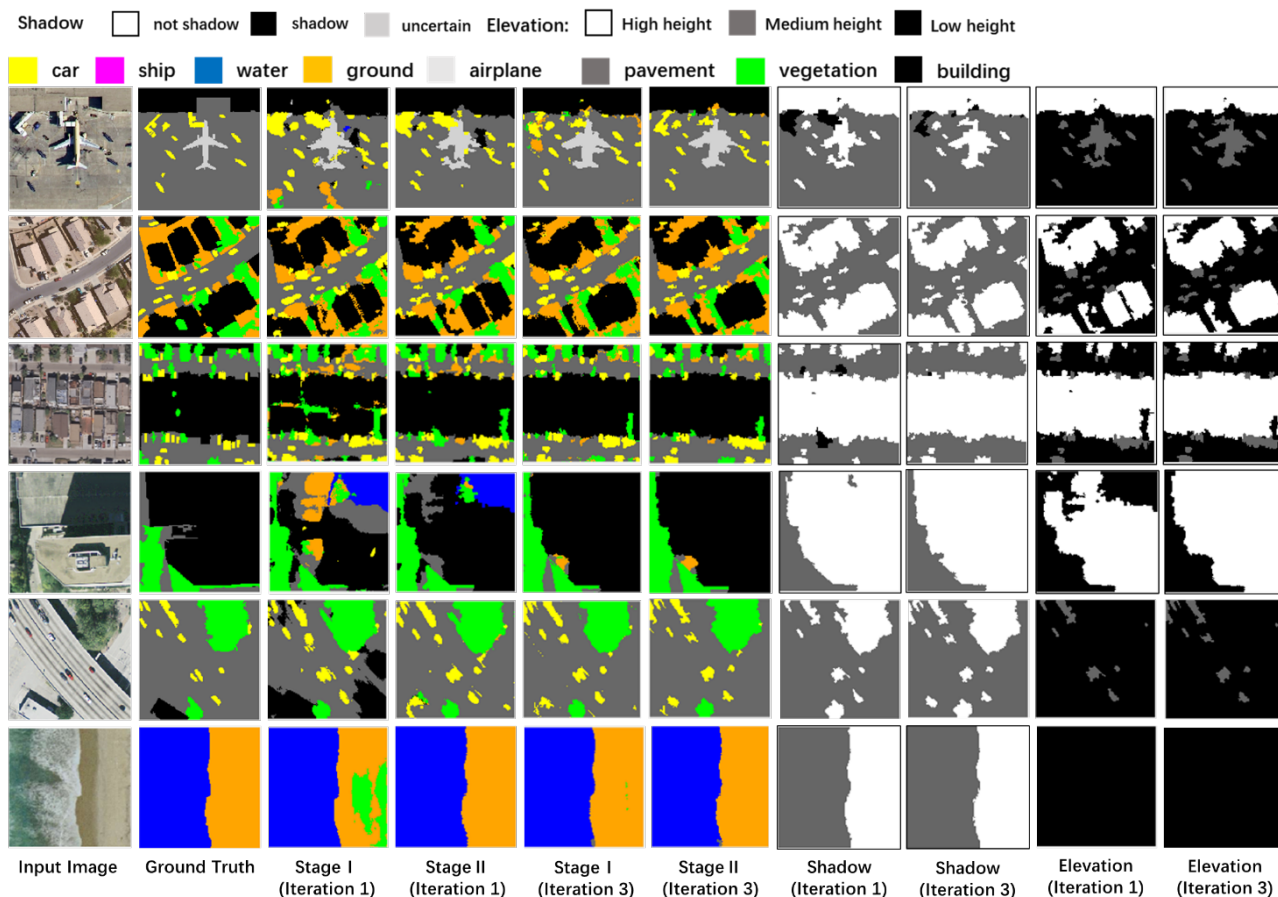 Shadow not shadow shadow uncertain Elevation: High height Medium height Low height
car ship water ground airplane pavement vegetation building
Input Image Ground Truth Stage I Stage II Stage I Stage II Shadow Shadow Elevation Elevation
(Iteration 1) (Iteration 1) (Iteration 3) (Iteration 3) (Iteration 1) (Iteration 3) (Iteration 1) (Iteration 3)